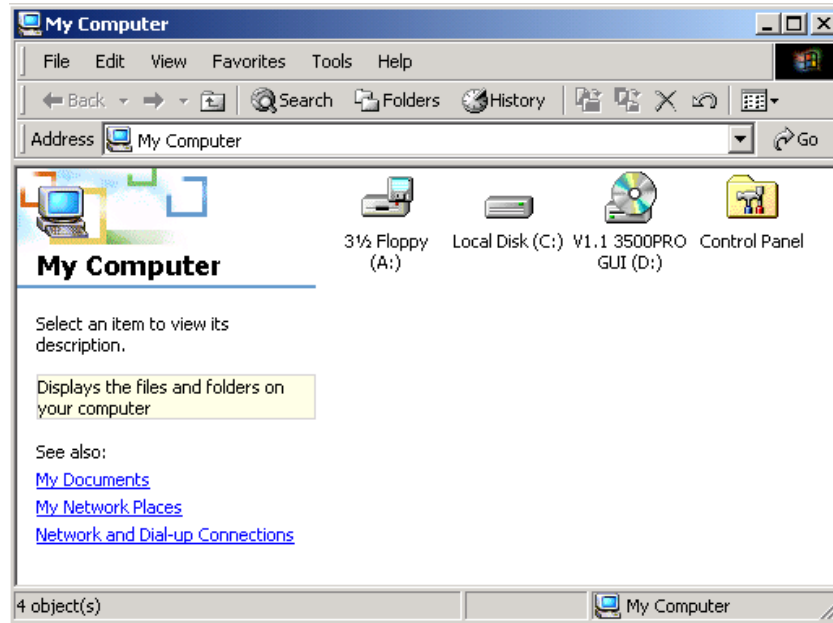 My Computer
File Edit View Favorites Tools Help
Back Search Folders History
Address My Computer Go
3½ Floppy (A:)
Local Disk (C:)
V1.1 3500PRO GUI (D:)
Control Panel
My Computer
Select an item to view its
description.
Displays the files and folders on
your computer
See also:
My Documents
My Network Places
Network and Dial-up Connections
4 object(s) My Computer